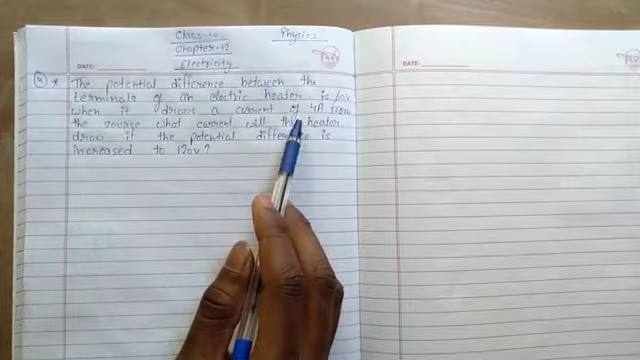 Class-10 Physics
Chapter-12
Electricity
DATE:
DATE:
4 * The potential difference between the
terminals of an electric heater is 60v
when it draws a current of 4A from
the source what current will the heater
draw if the potential difference is
increased to 120v?